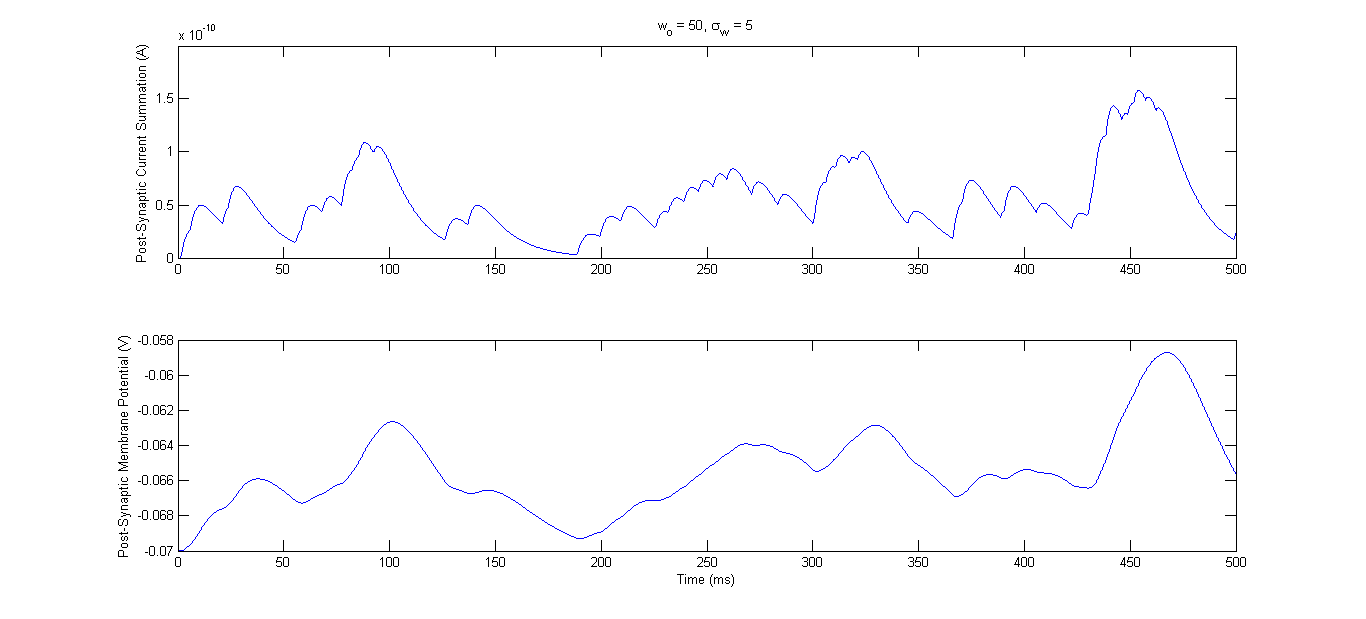 w_o = 50, σ_w = 5
x 10^-10
Post-Synaptic Current Summation (A)
1.5
1
0.5
0
0 50 100 150 200 250 300 350 400 450 500
Post-Synaptic Membrane Potential (V)
-0.058
-0.06
-0.062
-0.064
-0.066
-0.068
-0.07
0 50 100 150 200 250 300 350 400 450 500
Time (ms)